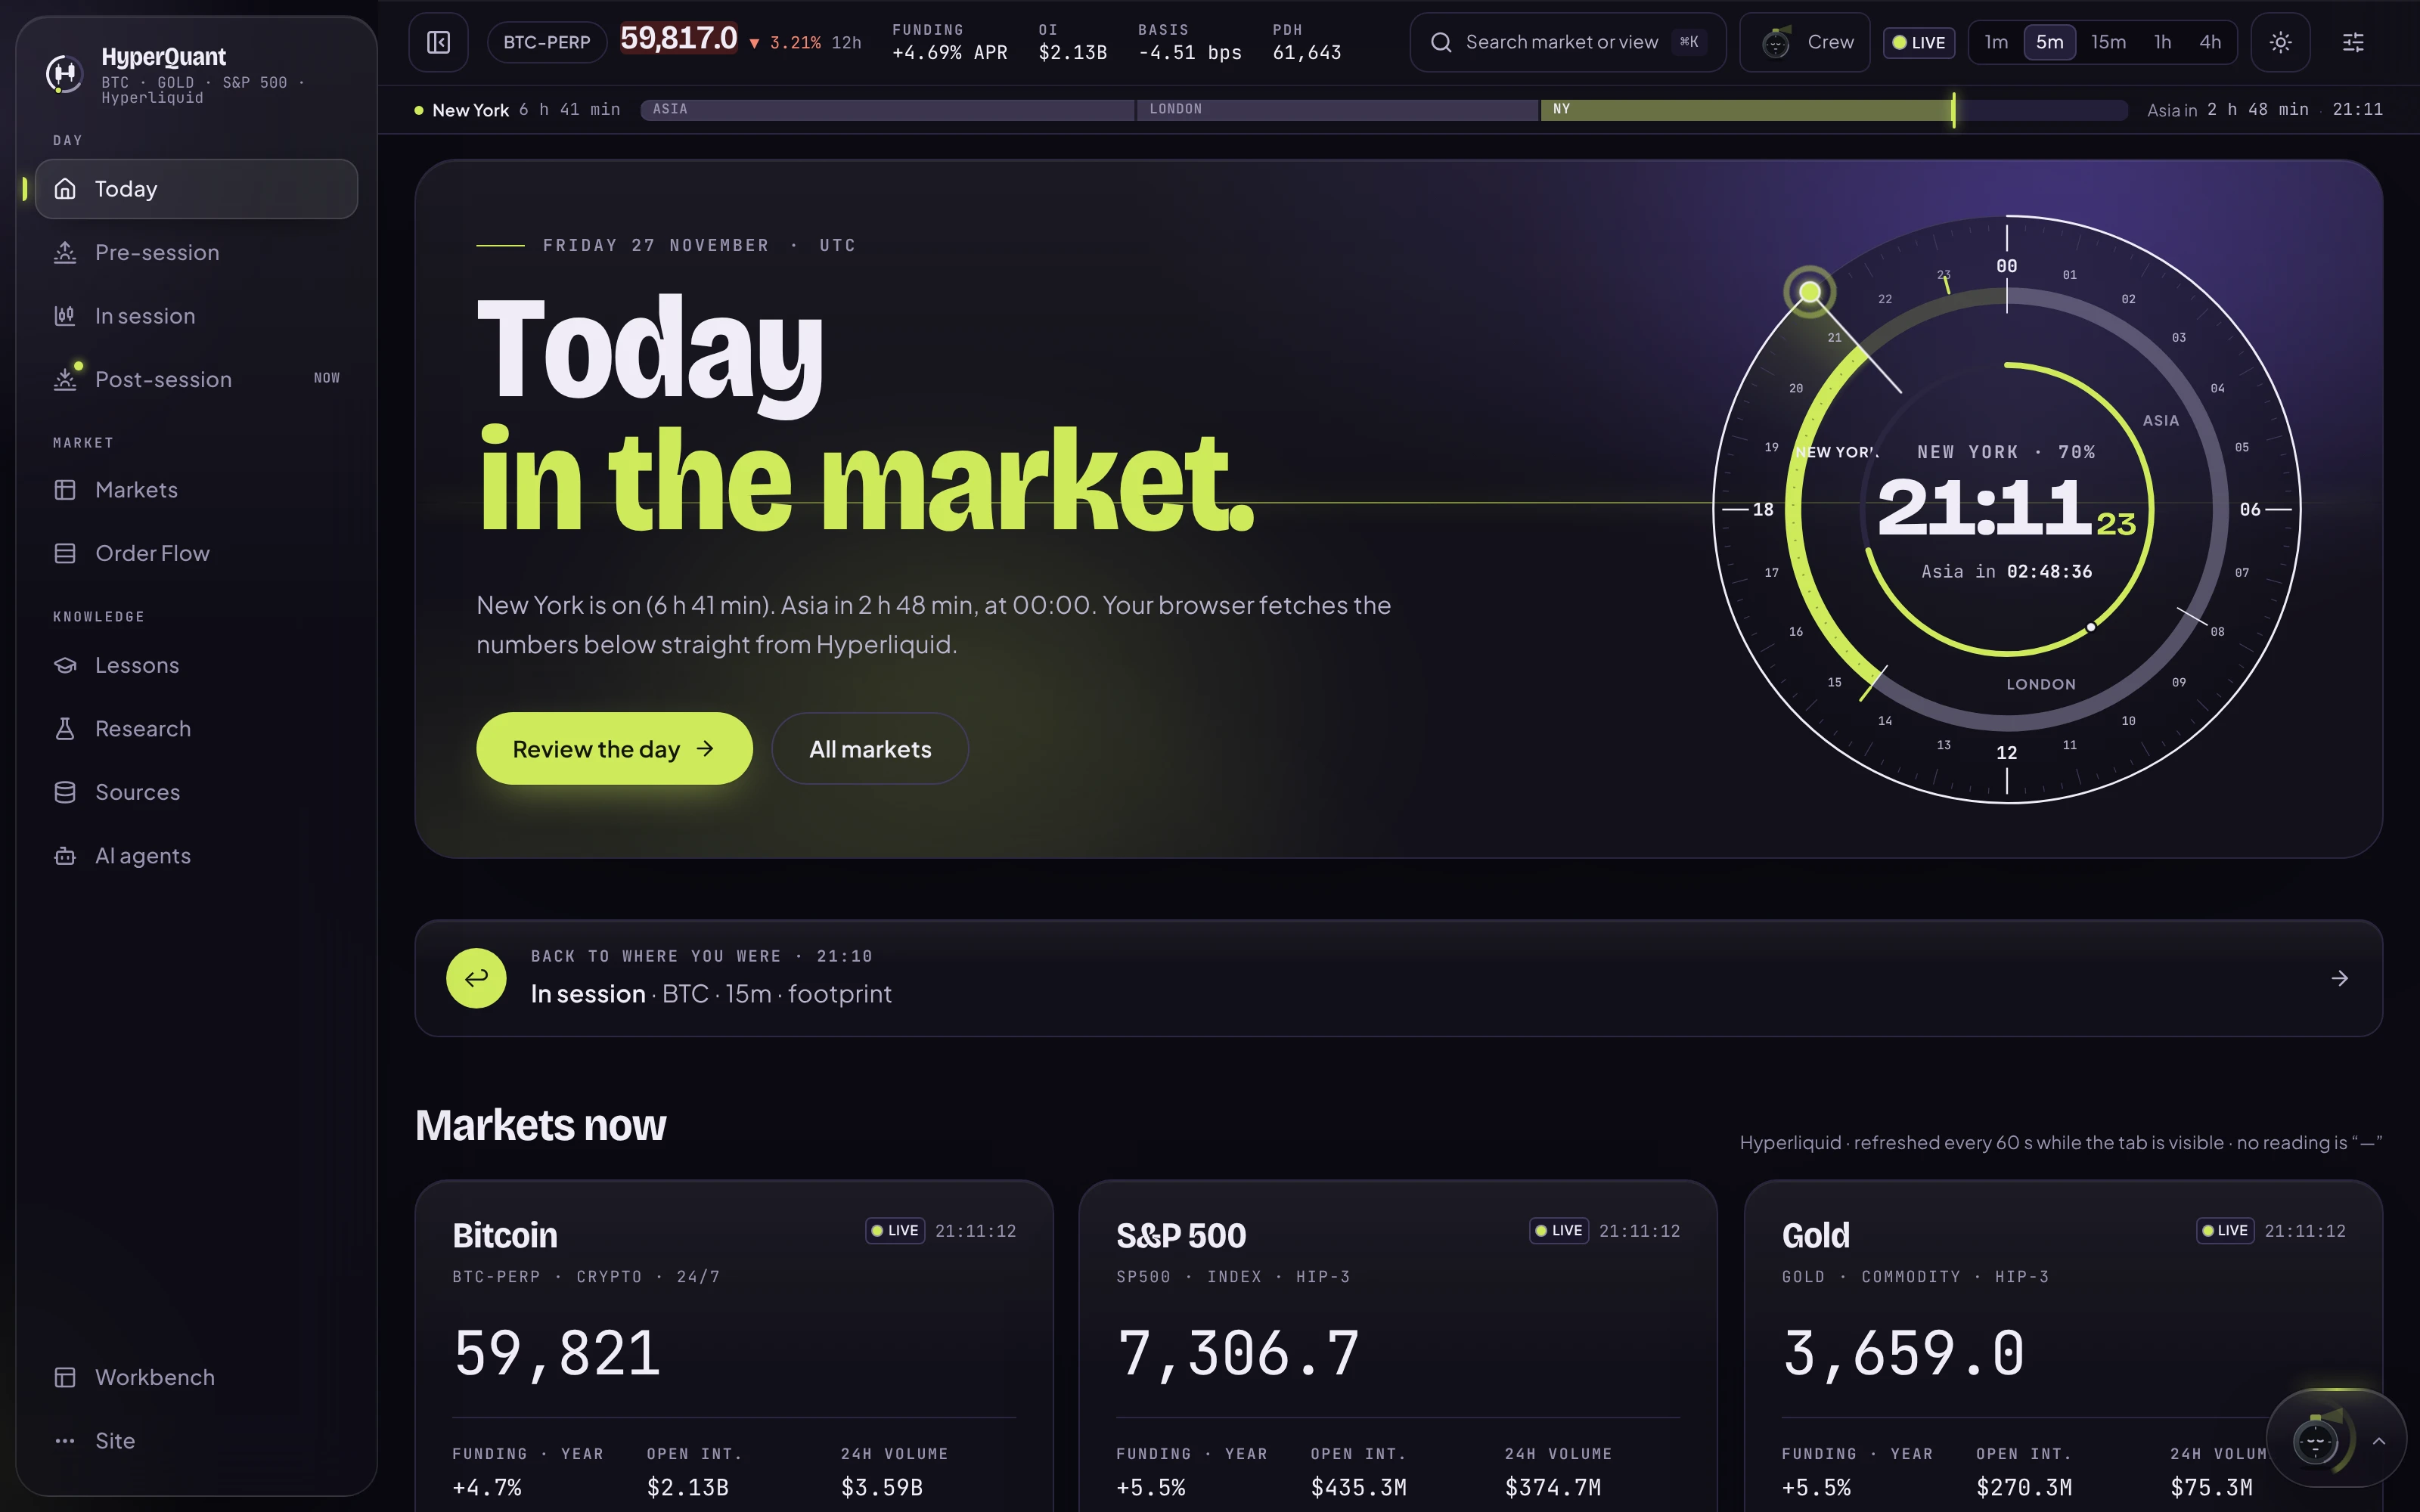 HyperQuant
BTC · GOLD · S&P 500 ·
Hyperliquid
DAY
Today
Pre-session
In session
Post-session NOW
MARKET
Markets
Order Flow
KNOWLEDGE
Lessons
Research
Sources
AI agents
Workbench
Site
BTC-PERP 59,817.0 ▼ 3.21% 12h
FUNDING
+4.69% APR
OI
$2.13B
BASIS
-4.51 bps
PDH
61,643
Search market or view ⌘K
Crew
LIVE
1m 5m 15m 1h 4h
New York 6 h 41 min
ASIA
LONDON
NY
Asia in 2 h 48 min · 21:11
FRIDAY 27 NOVEMBER · UTC
Today
in the market.
New York is on (6 h 41 min). Asia in 2 h 48 min, at 00:00. Your browser fetches the
numbers below straight from Hyperliquid.
Review the day →
All markets
00
01
02
03
04
05
06
07
08
09
10
11
12
13
14
15
16
17
18
19
20
21
22
23
ASIA
LONDON
NEW YORK
NEW YORK · 70%
21:11 23
Asia in 02:48:36
BACK TO WHERE YOU WERE · 21:10
In session · BTC · 15m · footprint
Markets now
Hyperliquid · refreshed every 60 s while the tab is visible · no reading is “—”
Bitcoin
LIVE 21:11:12
BTC-PERP · CRYPTO · 24/7
59,821
FUNDING · YEAR
+4.7%
OPEN INT.
$2.13B
24H VOLUME
$3.59B
S&P 500
LIVE 21:11:12
SP500 · INDEX · HIP-3
7,306.7
FUNDING · YEAR
+5.5%
OPEN INT.
$435.3M
24H VOLUME
$374.7M
Gold
LIVE 21:11:12
GOLD · COMMODITY · HIP-3
3,659.0
FUNDING · YEAR
+5.5%
OPEN INT.
$270.3M
24H VOLUM
$75.3M